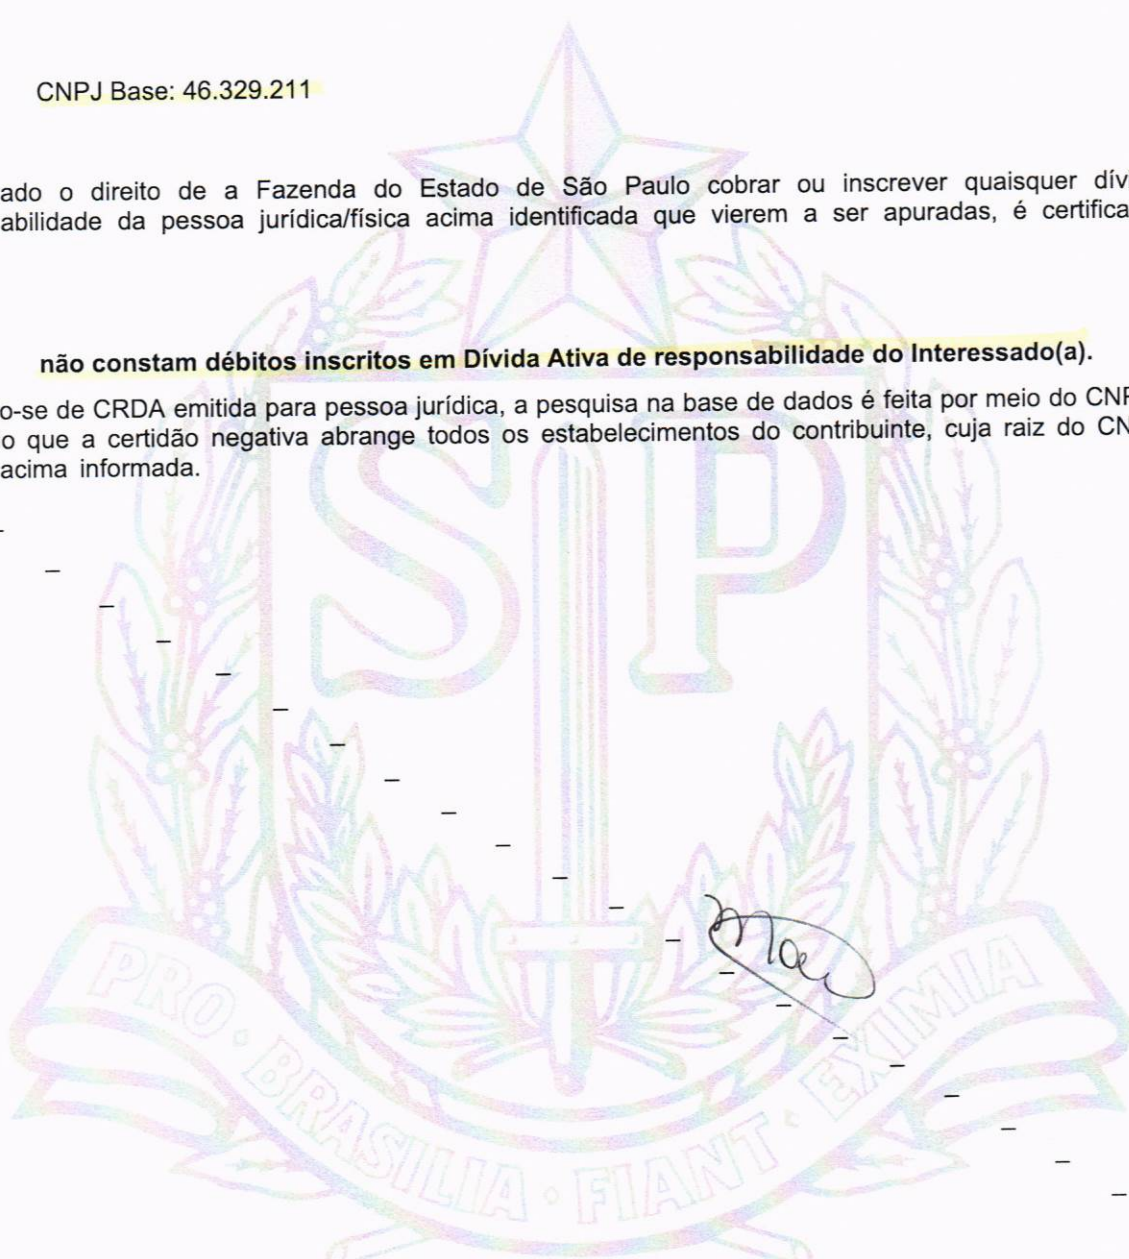 CNPJ Base: 46.329.211
ado o direito de a Fazenda do Estado de São Paulo cobrar ou inscrever quaisquer dívi
abilidade da pessoa jurídica/física acima identificada que vierem a ser apuradas, é certifica
não constam débitos inscritos em Dívida Ativa de responsabilidade do Interessado(a).
o-se de CRDA emitida para pessoa jurídica, a pesquisa na base de dados é feita por meio do CNP
o que a certidão negativa abrange todos os estabelecimentos do contribuinte, cuja raiz do CN
acima informada.
SP
PRO · BRASILIA · FIANT · EXIMIA